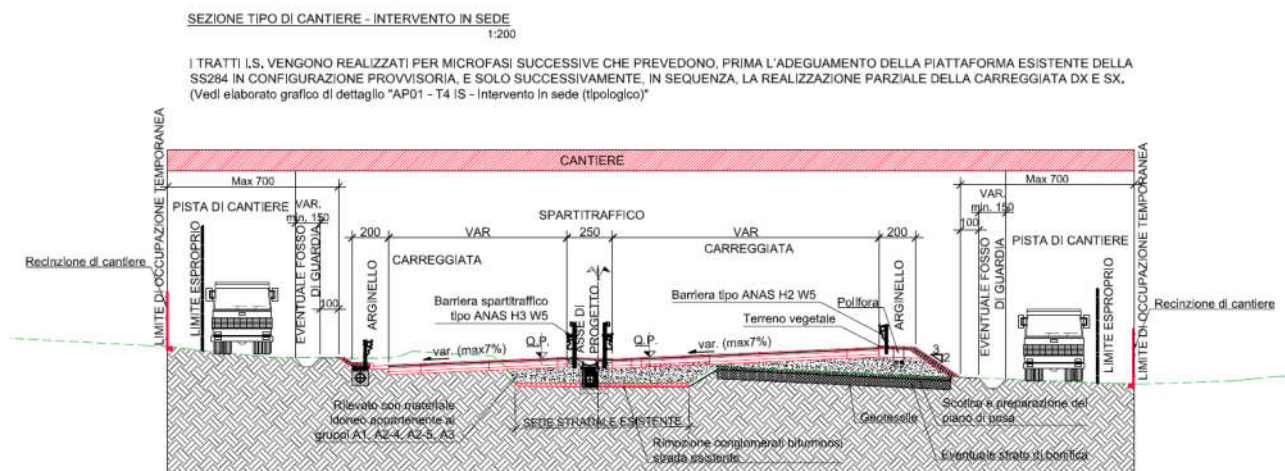 SEZIONE TIPO DI CANTIERE - INTERVENTO IN SEDE
1:200
I TRATTI I.S. VENGONO REALIZZATI PER MICROFASI SUCCESSIVE CHE PREVEDONO, PRIMA L'ADEGUAMENTO DELLA PIATTAFORMA ESISTENTE DELLA
SS284 IN CONFIGURAZIONE PROVVISORIA, E SOLO SUCCESSIVAMENTE, IN SEQUENZA, LA REALIZZAZIONE PARZIALE DELLA CARREGGIATA DX E SX.
(Vedi elaborato grafico di dettaglio "AP01 - T4 IS - Intervento in sede (tipologico)"
CANTIERE
LIMITE DI OCCUPAZIONE TEMPORANEA
Max 700
PISTA DI CANTIERE
VAR.
min. 150
LIMITE ESPROPRIO
EVENTUALE FOSSO
DI GUARDIA
100
Recinzione di cantiere
200
VAR
250
VAR
200
SPARTITRAFFICO
CARREGGIATA
CARREGGIATA
ARGINELLO
Barriera spartitraffico
tipo ANAS H3 W5
ASSE DI
PROGETTO
Barriera tipo ANAS H2 W5
Polifora
Terreno vegetale
ARGINELLO
var. (max7%)
Q.P.
Q.P.
var. (max7%)
3
2
Max 700
VAR.
min. 150
100
PISTA DI CANTIERE
EVENTUALE FOSSO
DI GUARDIA
LIMITE ESPROPRIO
LIMITE DI OCCUPAZIONE TEMPORANEA
Recinzione di cantiere
Rilevato con materiale
idoneo appartenente ai
gruppi A1, A2-4, A2-5, A3
SEDE STRADALE ESISTENTE
Rimozione conglomerati bituminosi
strada esistente
Geotessile
Scotico e preparazione del
piano di posa
Eventuale strato di bonifica